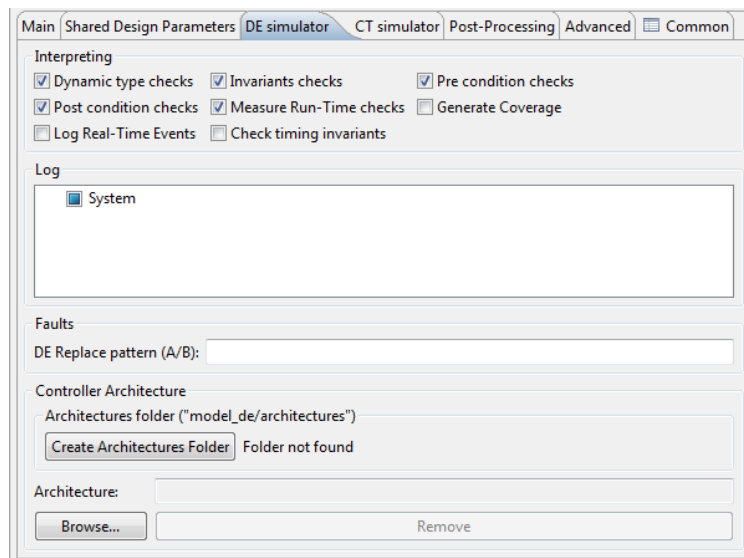 Main Shared Design Parameters DE simulator CT simulator Post-Processing Advanced Common
Interpreting
Dynamic type checks Invariants checks Pre condition checks
Post condition checks Measure Run-Time checks Generate Coverage
Log Real-Time Events Check timing invariants
Log
System
Faults
DE Replace pattern (A/B):
Controller Architecture
Architectures folder ("model_de/architectures")
Create Architectures Folder Folder not found
Architecture:
Browse... Remove